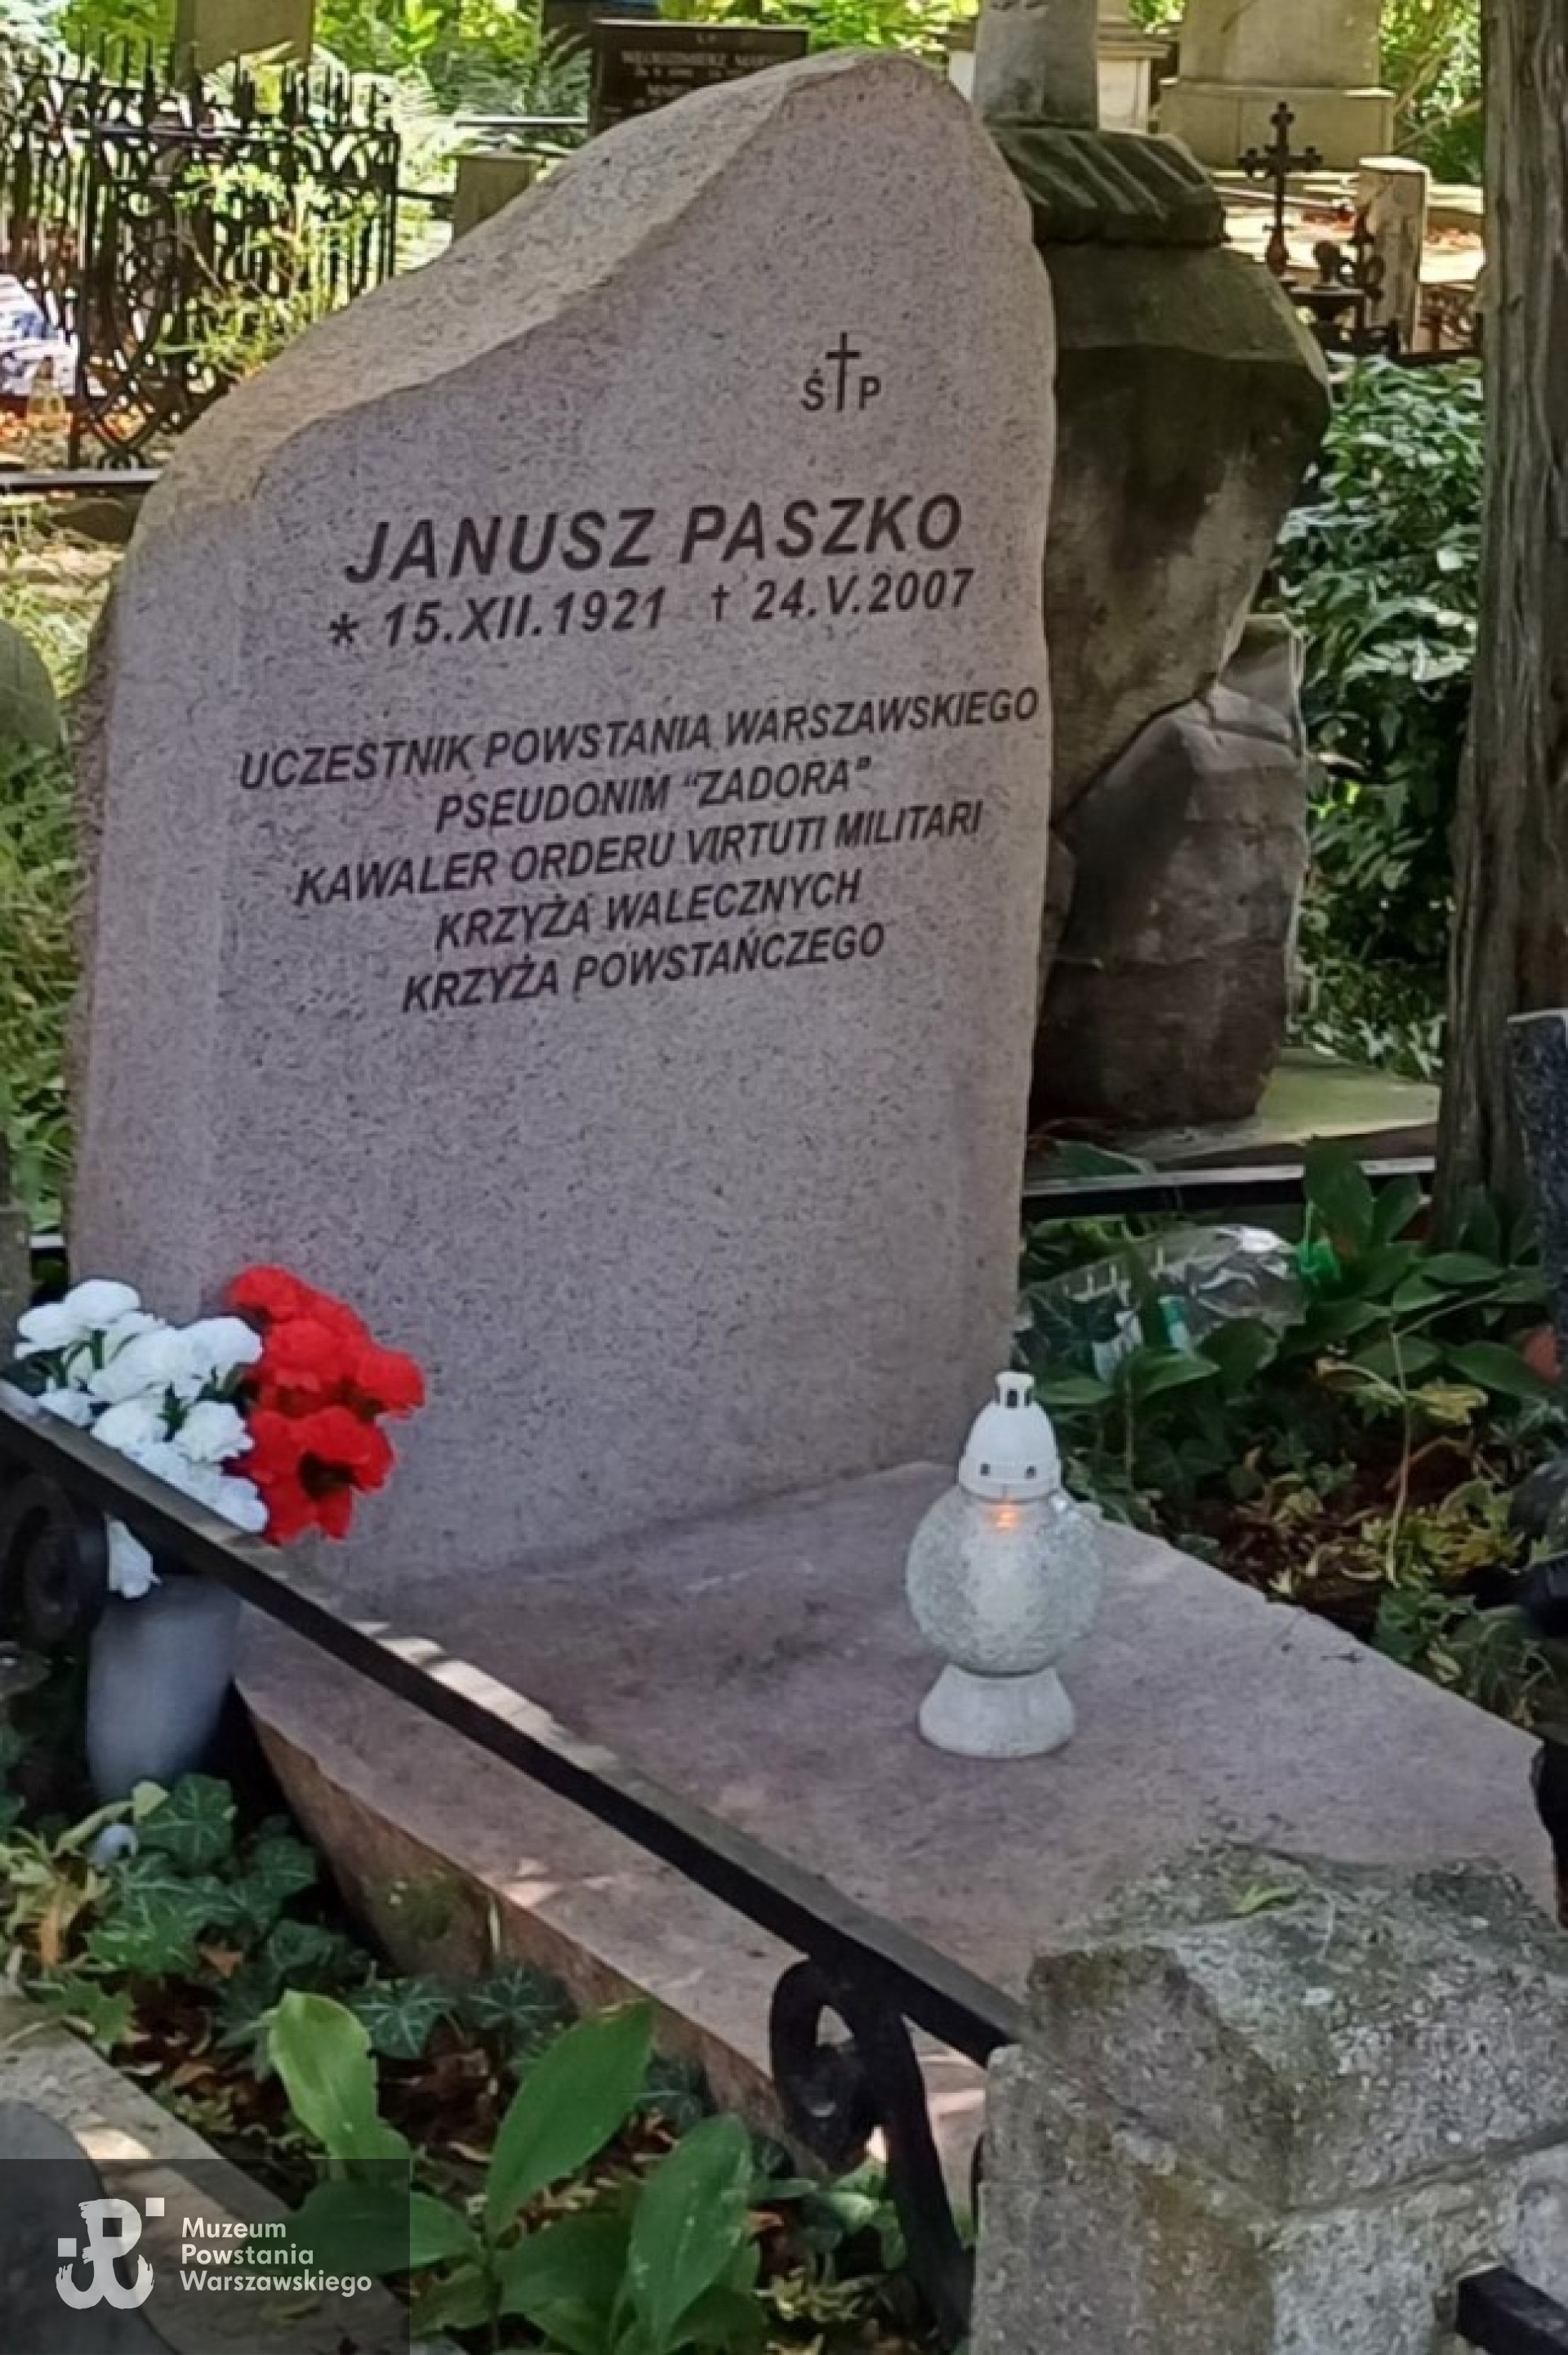 Ś P
JANUSZ PASZKO
* 15.XII.1921 † 24.V.2007
UCZESTNIK POWSTANIA WARSZAWSKIEGO
PSEUDONIM “ZADORA”
KAWALER ORDERU VIRTUTI MILITARI
KRZYŻA WALECZNYCH
KRZYŻA POWSTAŃCZEGO
Muzeum
Powstania
Warszawskiego